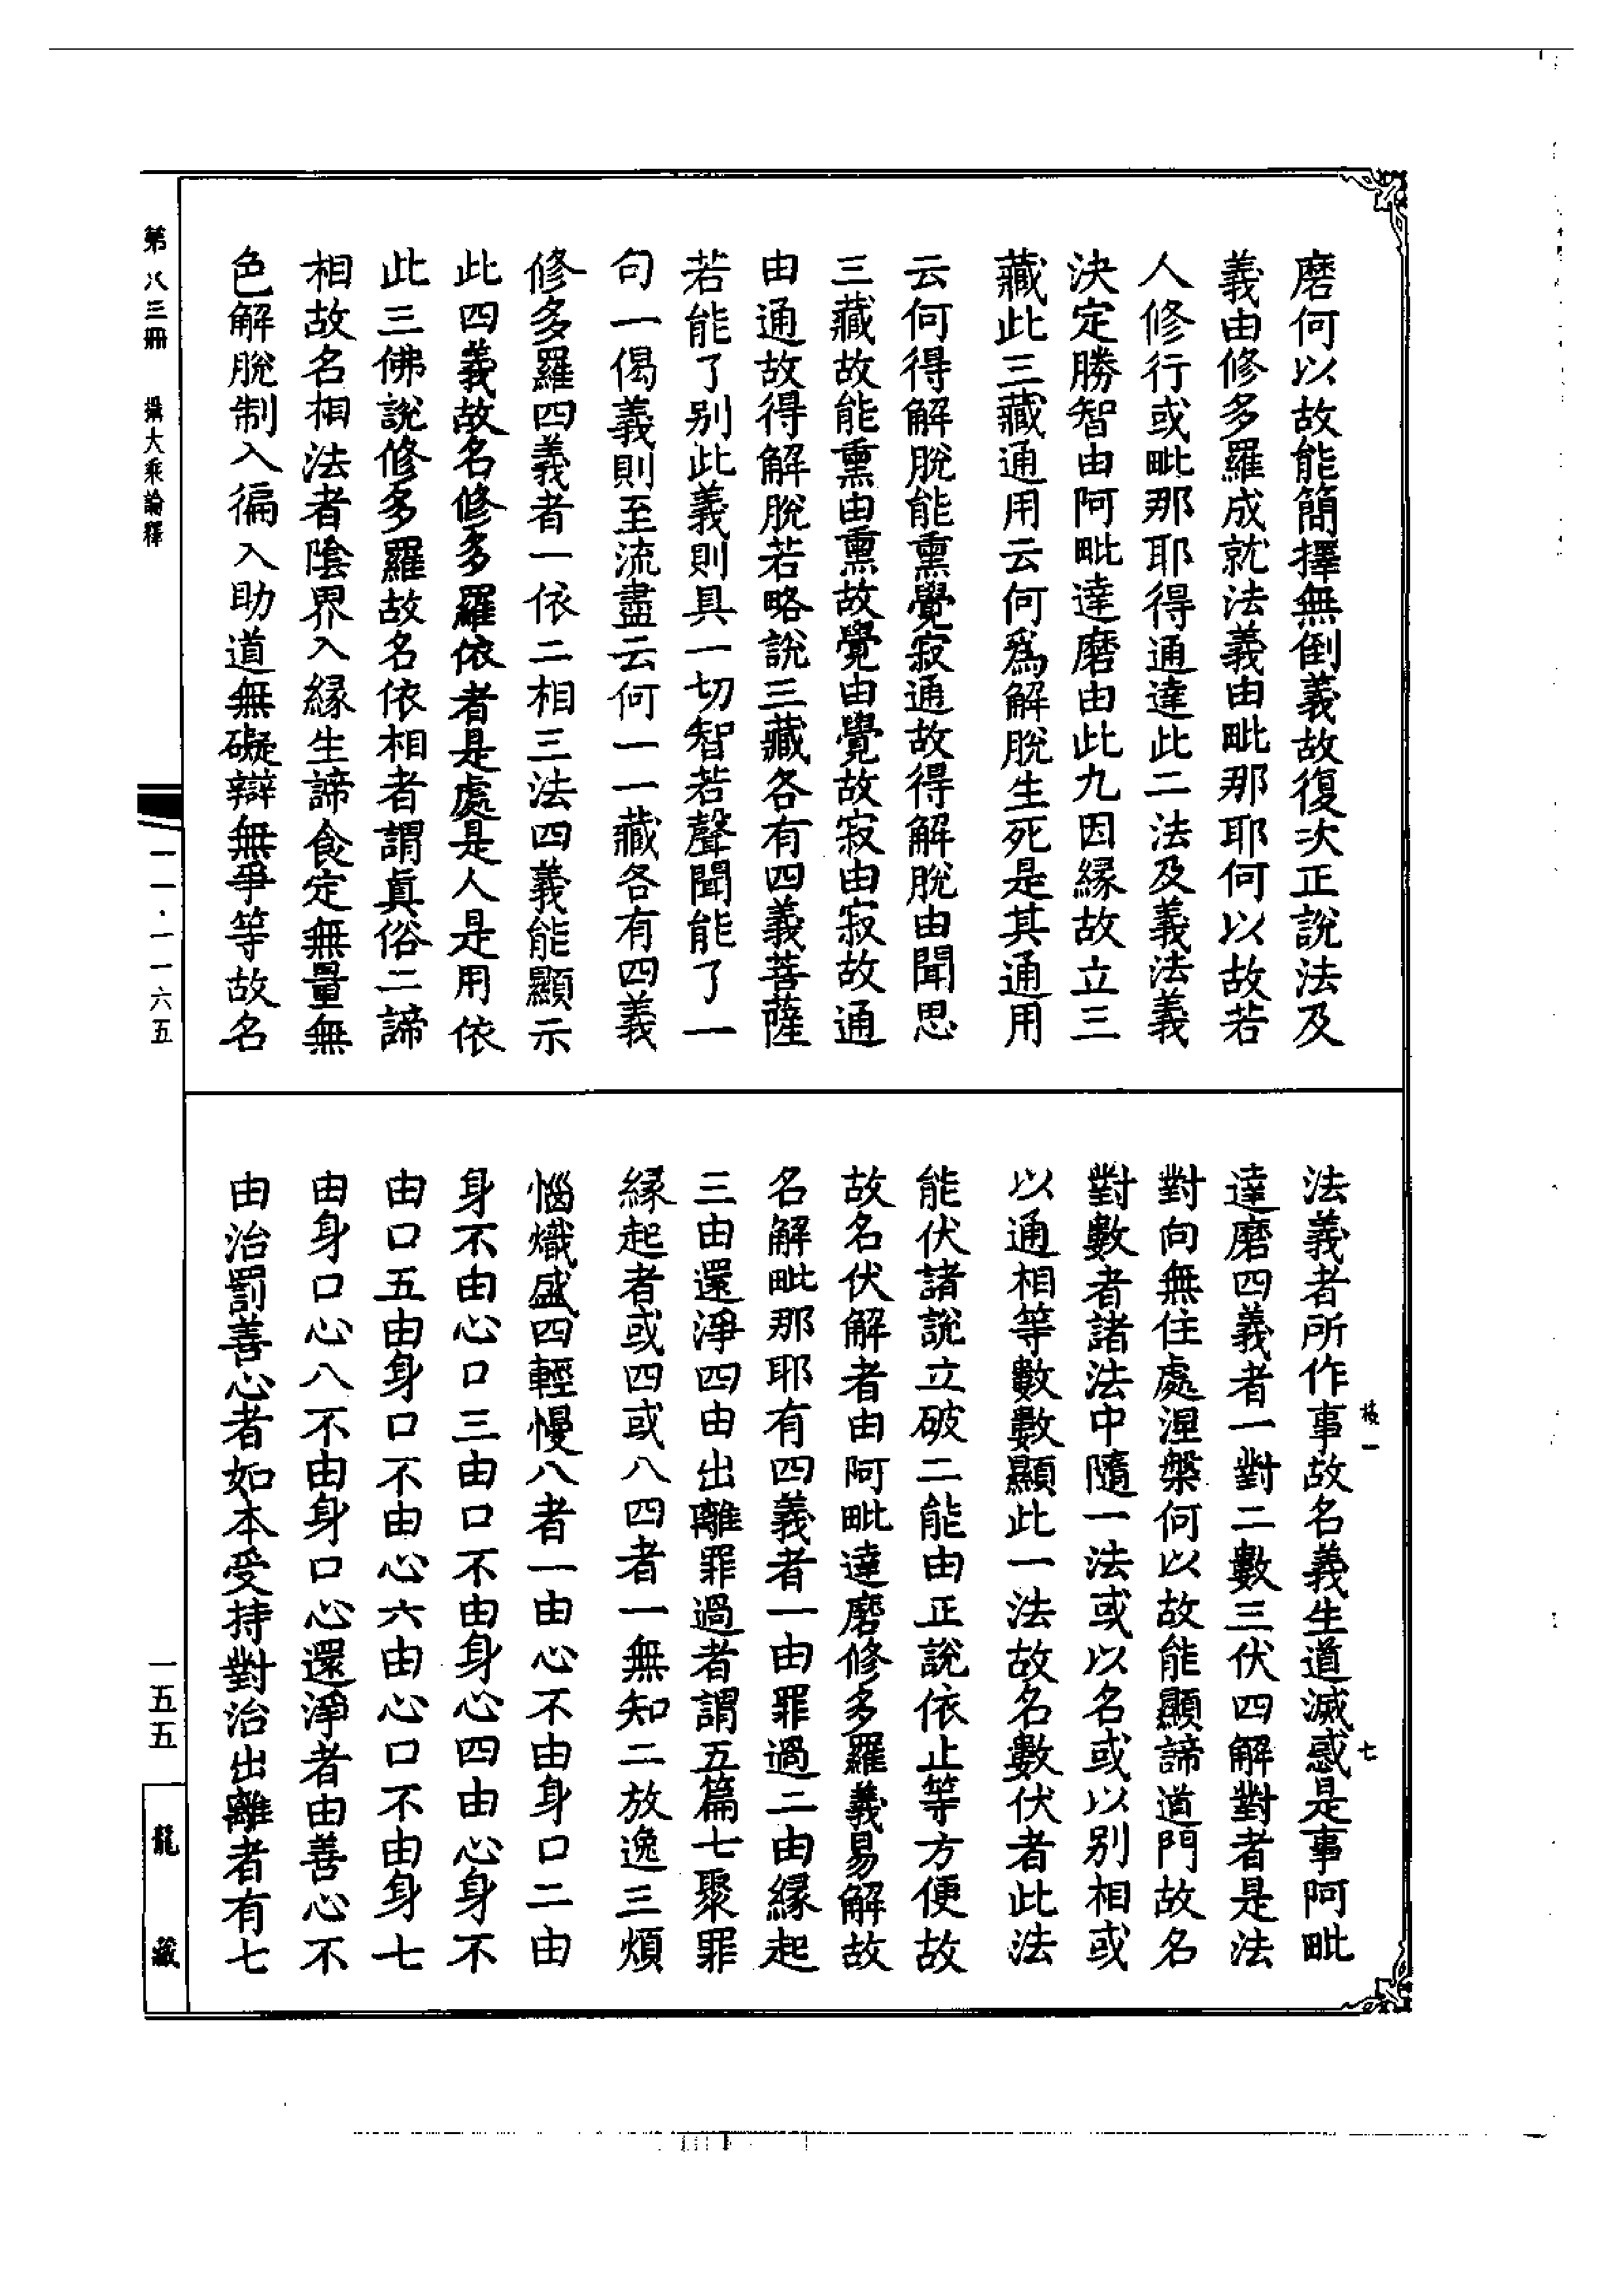 磨何以故能簡擇無倒義故復次正說法及
義由修多羅成就法義由毗那耶何以故若
人修行或毗那耶得通達此二法及義法義
決定勝智由阿毗達磨由此九因緣故立三
藏此三藏通用云何爲解脫生死是其通用
云何得解脫能熏覺寂通故得解脫由聞思
三藏故能熏由熏故覺由覺故寂由寂故通
由通故得解脫若略說三藏各有四義菩薩
若能了别此義則具一切智若聲聞能了一
句一偈義則至流盡云何一一藏各有四義
修多羅四義者一依二相三法四義能顯示
此四義故名修多羅依者是處是人是用依
此三佛說修多羅故名依相者謂眞俗二諦
相故名相法者陰界入緣生諦食定無量無
色解脫制入徧入助道無礙辯無爭等故名
法義者所作事故名義生道滅惑是事阿毗
達磨四義者一對二數三伏四解對者是法
對向無住處涅槃何以故能顯諦道門故名
對數者諸法中隨一法或以名或以别相或
以通相等數數顯此一法故名數伏者此法
能伏諸說立破二能由正說依止等方便故
故名伏解者由阿毗達磨修多羅義易解故
名解毗那耶有四義者一由罪過二由緣起
三由還淨四由出離罪過者謂五篇七聚罪
緣起者或四或八四者一無知二放逸三煩
惱熾盛四輕慢八者一由心不由身口二由
身不由心口三由口不由身心四由心身不
由口五由身口不由心六由心口不由身七
由身口心八不由身口心還淨者由善心不
由治罰善心者如本受持對治出離者有七
第八三冊 攝大乘論釋
一一·一一六五
一五五
龍藏
七